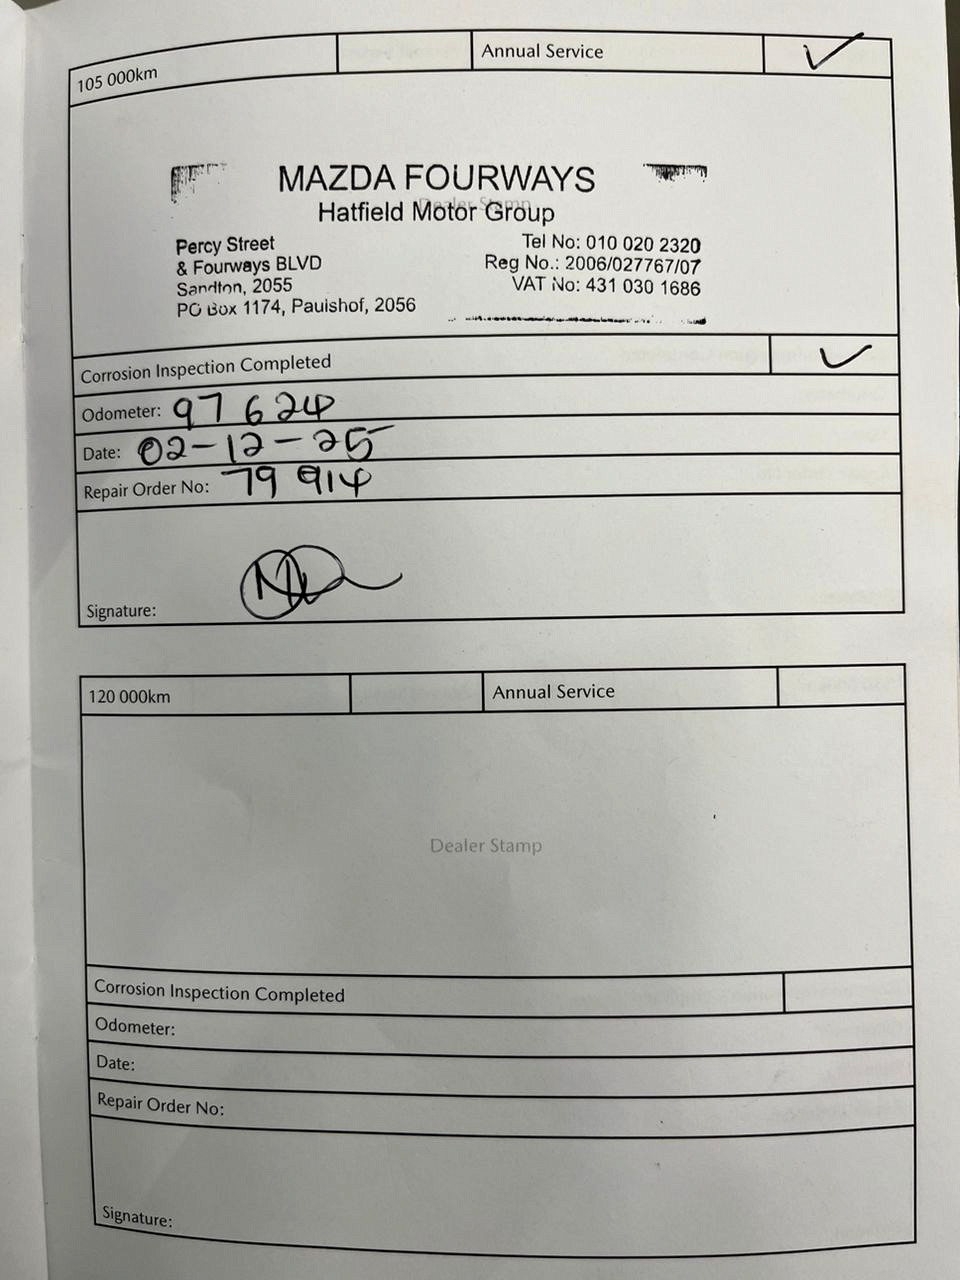 105 000km Annual Service
MAZDA FOURWAYS
Dealer Stamp
Hatfield Motor Group
Percy Street Tel No: 010 020 2320
& Fourways BLVD Reg No.: 2006/027767/07
Sandton, 2055 VAT No: 431 030 1686
PO Box 1174, Paulshof, 2056
Corrosion Inspection Completed
Odometer: 97 624
Date: 02-12-25
Repair Order No: 79 914
Signature:
120 000km Annual Service
Dealer Stamp
Corrosion Inspection Completed
Odometer:
Date:
Repair Order No:
Signature: